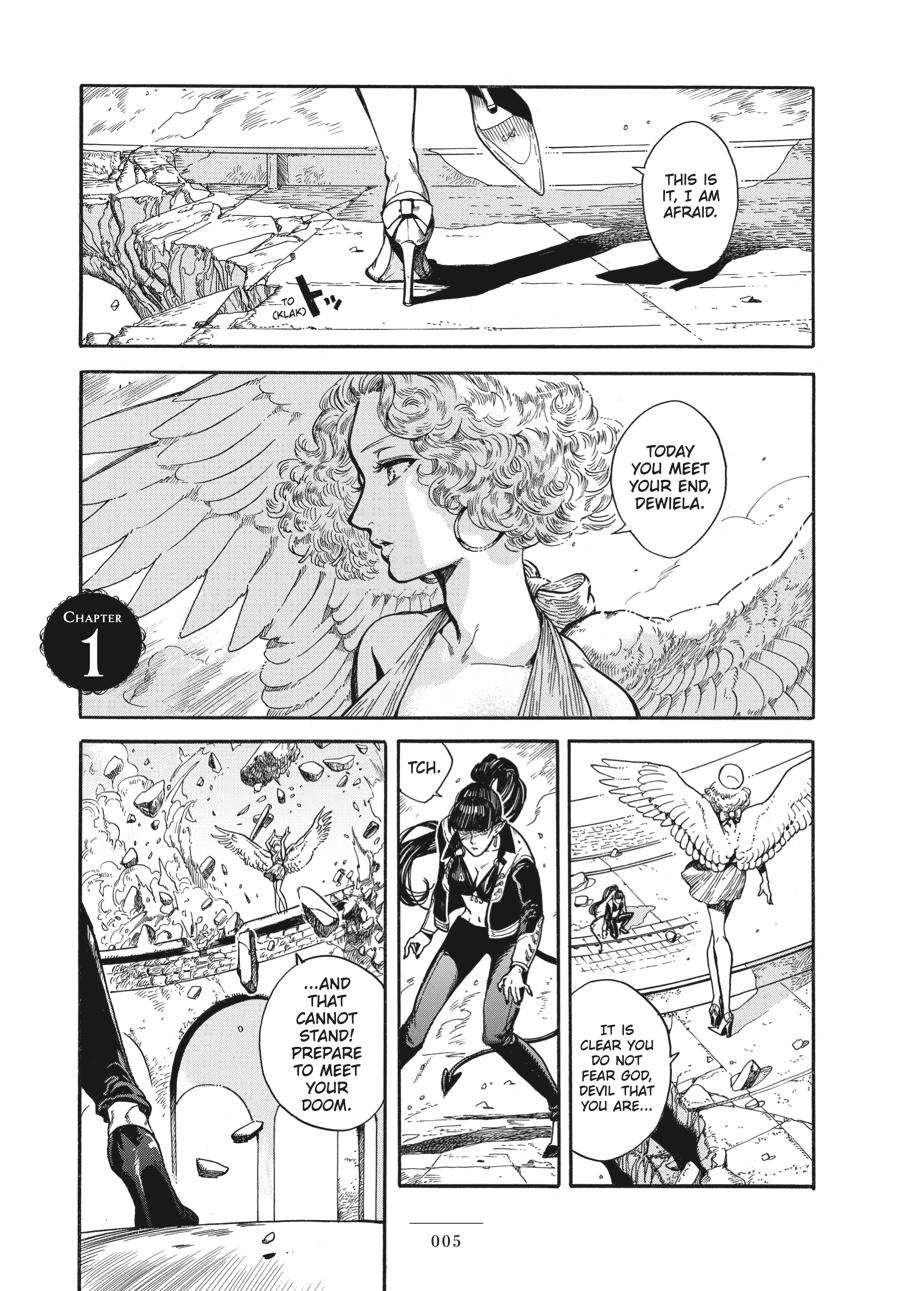 THIS IS
IT, I AM
AFRAID.
TO
(KLAK)
トッ
TODAY
YOU MEET
YOUR END,
DEWIELA.
CHAPTER
1
IT IS
CLEAR YOU
DO NOT
FEAR GOD,
DEVIL THAT
YOU ARE...
TCH.
...AND
THAT
CANNOT
STAND!
PREPARE
TO MEET
YOUR
DOOM.
005